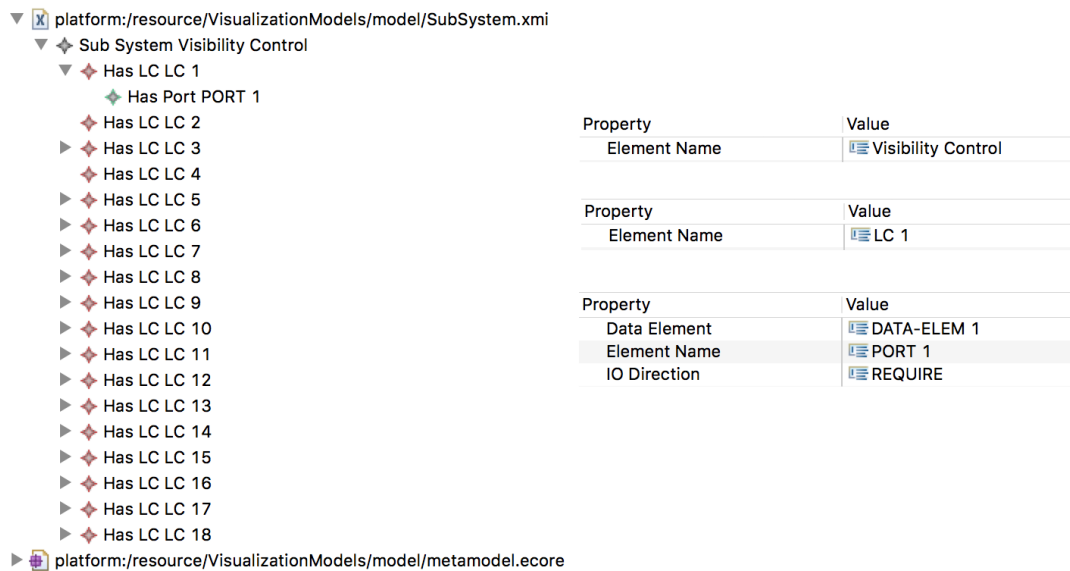 platform:/resource/VisualizationModels/model/SubSystem.xmi
Sub System Visibility Control
Has LC LC 1
Has Port PORT 1
Has LC LC 2
Has LC LC 3
Has LC LC 4
Has LC LC 5
Has LC LC 6
Has LC LC 7
Has LC LC 8
Has LC LC 9
Has LC LC 10
Has LC LC 11
Has LC LC 12
Has LC LC 13
Has LC LC 14
Has LC LC 15
Has LC LC 16
Has LC LC 17
Has LC LC 18
platform:/resource/VisualizationModels/model/metamodel.ecore
Property Value
Element Name Visibility Control
Property Value
Element Name LC 1
Property Value
Data Element DATA-ELEM 1
Element Name PORT 1
IO Direction REQUIRE